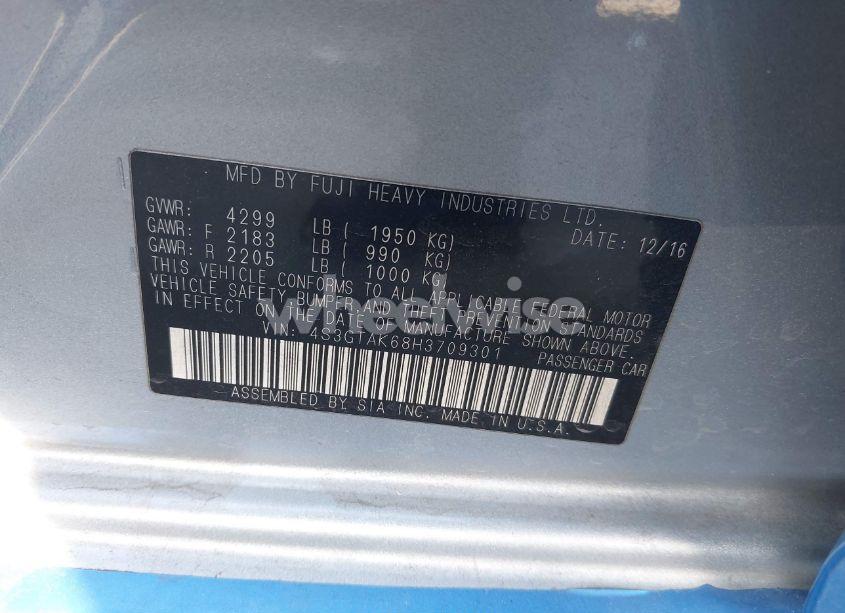 MFD BY FUJI HEAVY INDUSTRIES LTD.
GVWR: 4299 LB ( 1950 KG) DATE: 12/16
GAWR: F 2183 LB ( 990 KG)
GAWR: R 2205 LB ( 1000 KG)
THIS VEHICLE CONFORMS TO ALL APPLICABLE FEDERAL MOTOR
VEHICLE SAFETY, BUMPER, AND THEFT PREVENTION STANDARDS
IN EFFECT ON THE DATE OF MANUFACTURE SHOWN ABOVE.
VIN: 4S3GTAK68H3709301 PASSENGER CAR
ASSEMBLED BY SIA INC. MADE IN U.S.A.
wheelwise
wheelwise
wheelwise